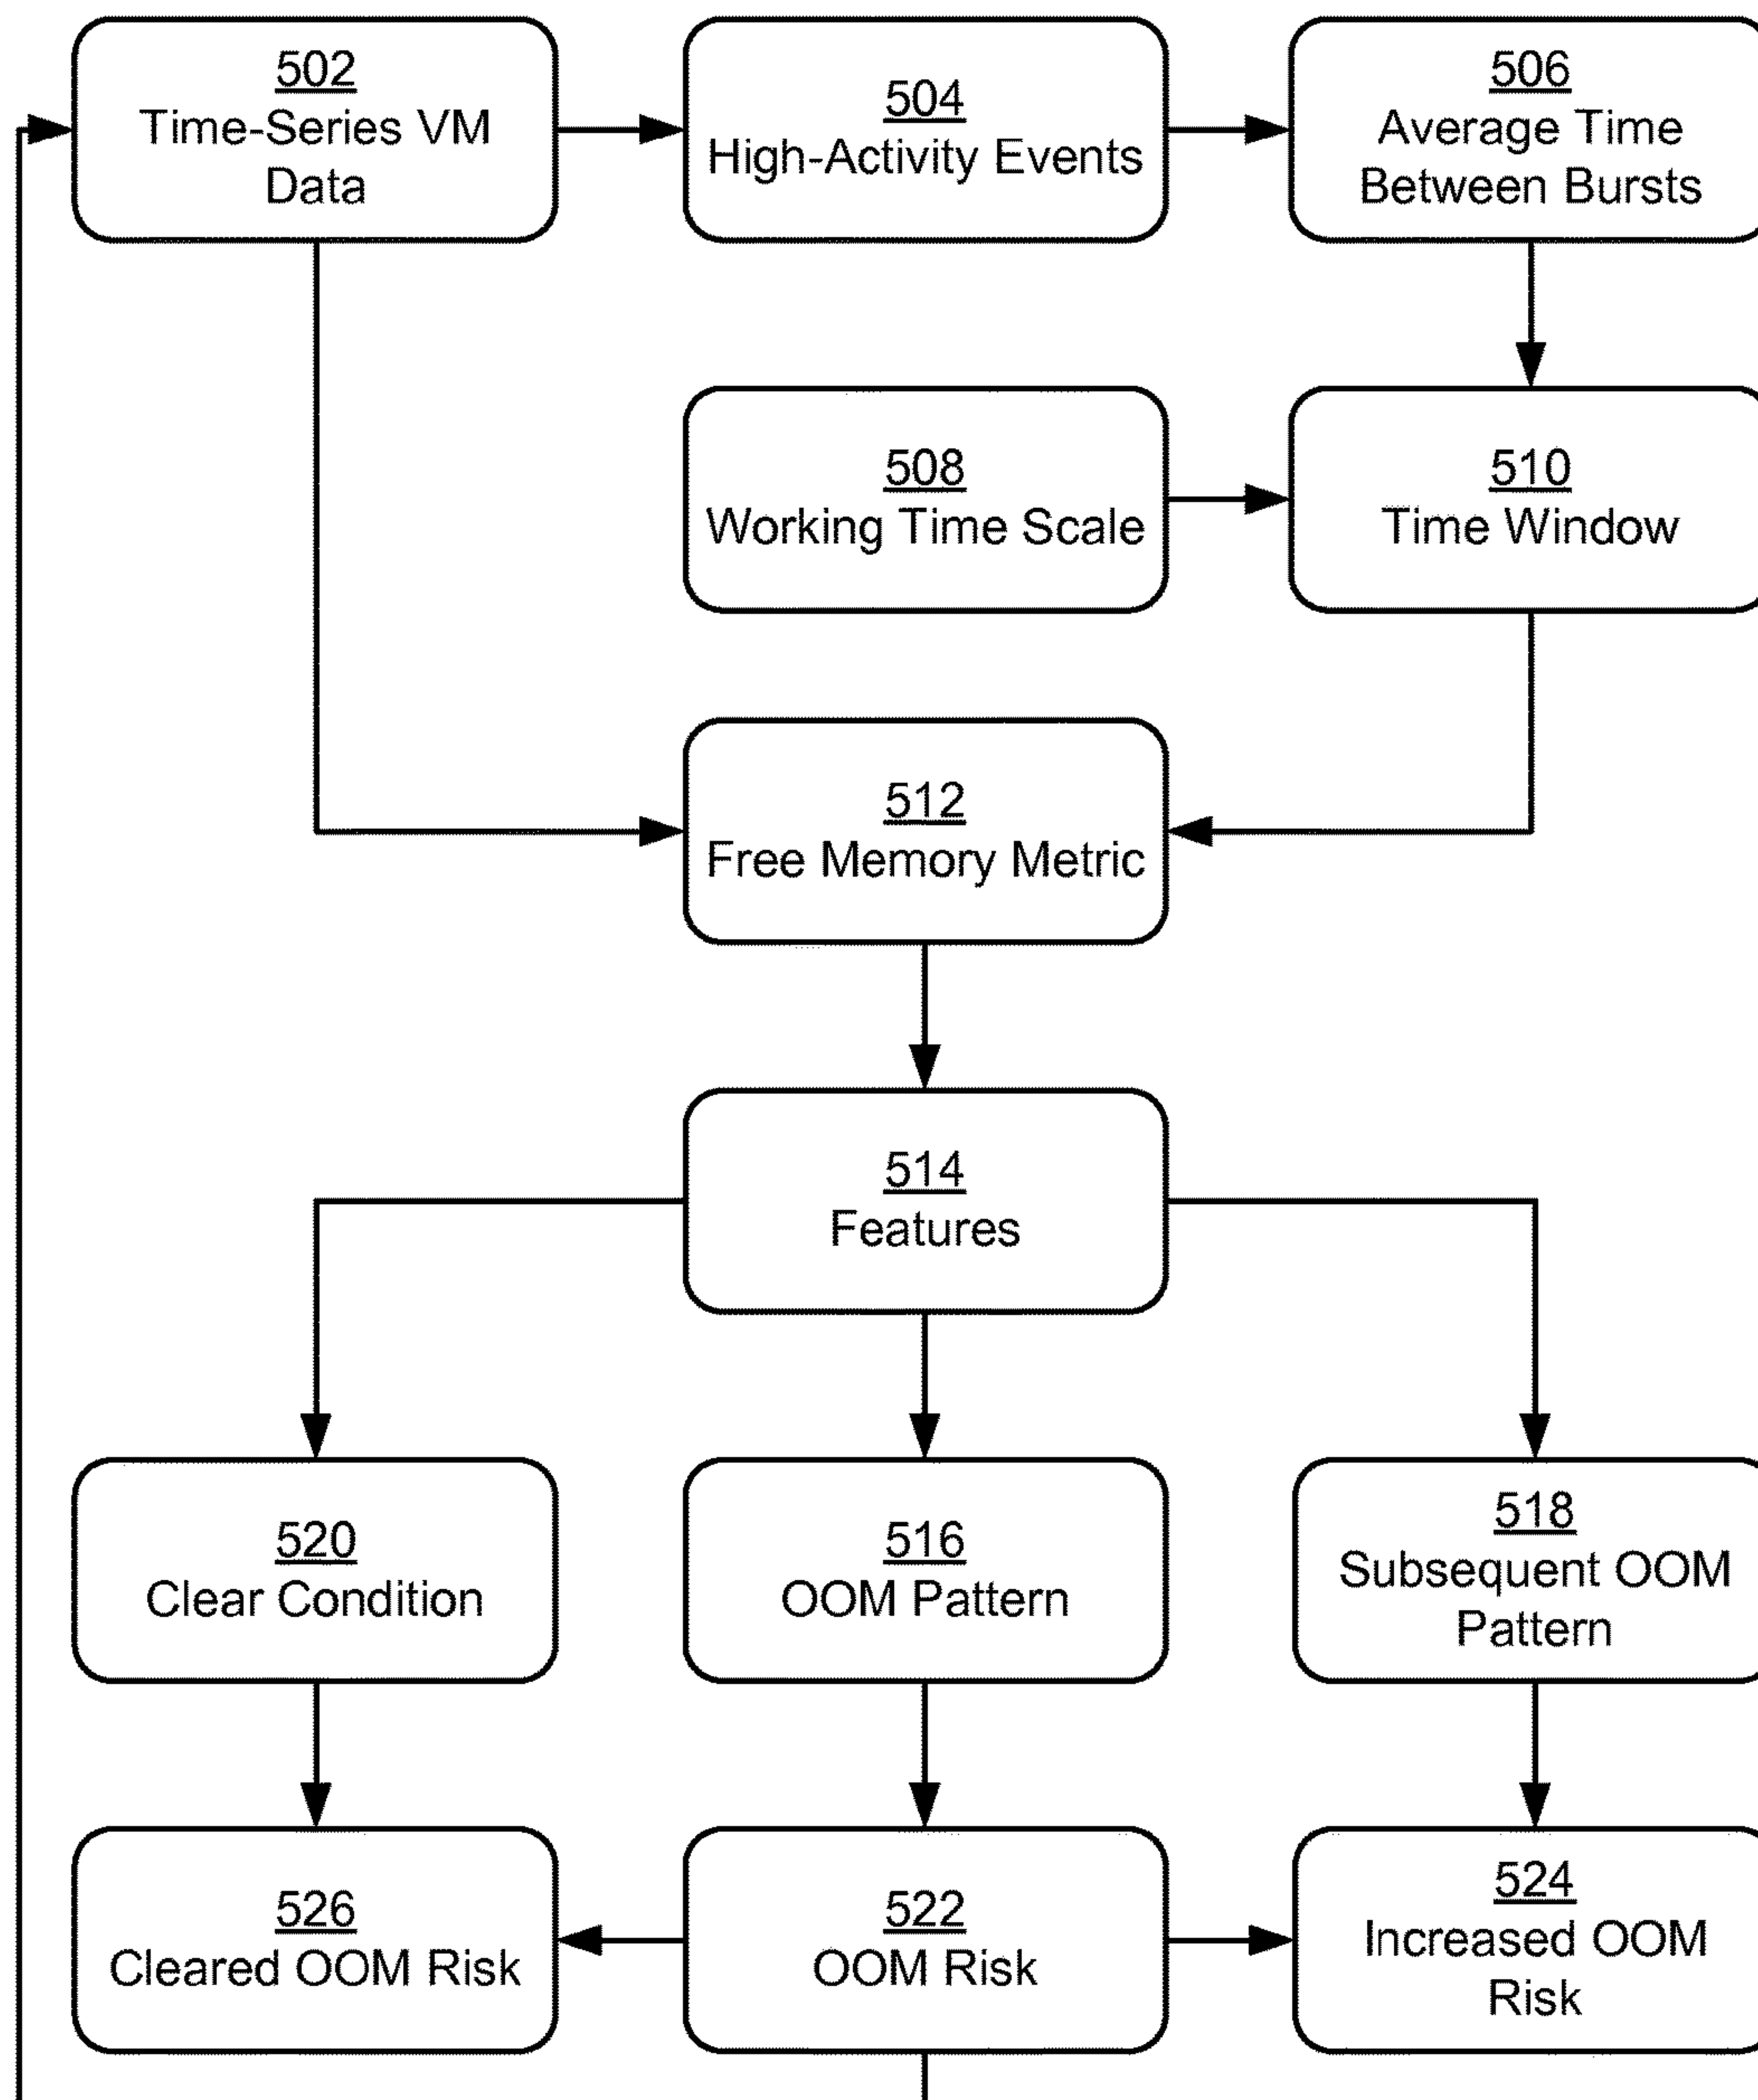 502
Time-Series VM
Data
504
High-Activity Events
506
Average Time
Between Bursts
508
Working Time Scale
510
Time Window
512
Free Memory Metric
514
Features
520
Clear Condition
516
OOM Pattern
518
Subsequent OOM
Pattern
526
Cleared OOM Risk
522
OOM Risk
524
Increased OOM
Risk